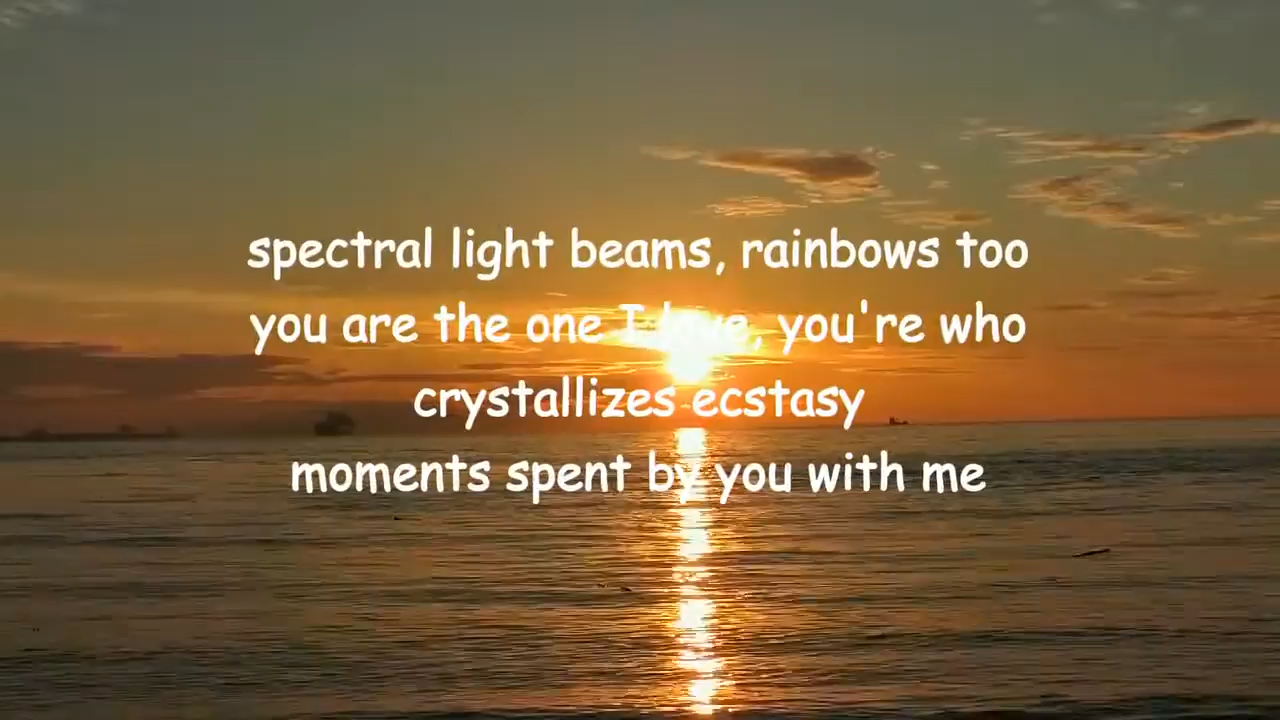 spectral light beams, rainbows too
you are the one I love, you're who
crystallizes ecstasy
moments spent by you with me